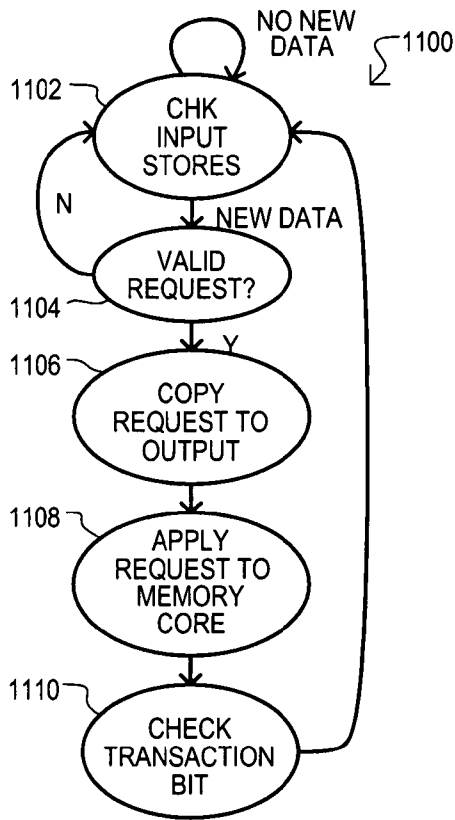 NO NEW
DATA
1100
1102
CHK
INPUT
STORES
N
NEW DATA
VALID
REQUEST?
1104
Y
1106
COPY
REQUEST TO
OUTPUT
1108
APPLY
REQUEST TO
MEMORY
CORE
1110
CHECK
TRANSACTION
BIT